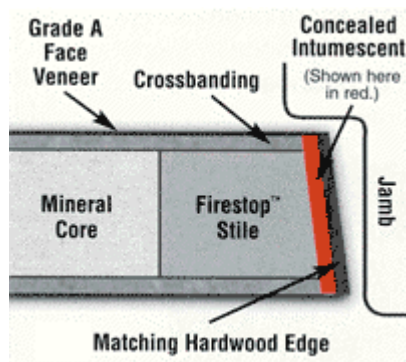 Grade A
Face
Veneer
Crossbanding
Concealed
Intumescent
(Shown here
in red.)
Mineral
Core
Firestop™
Stile
Jamb
Matching Hardwood Edge